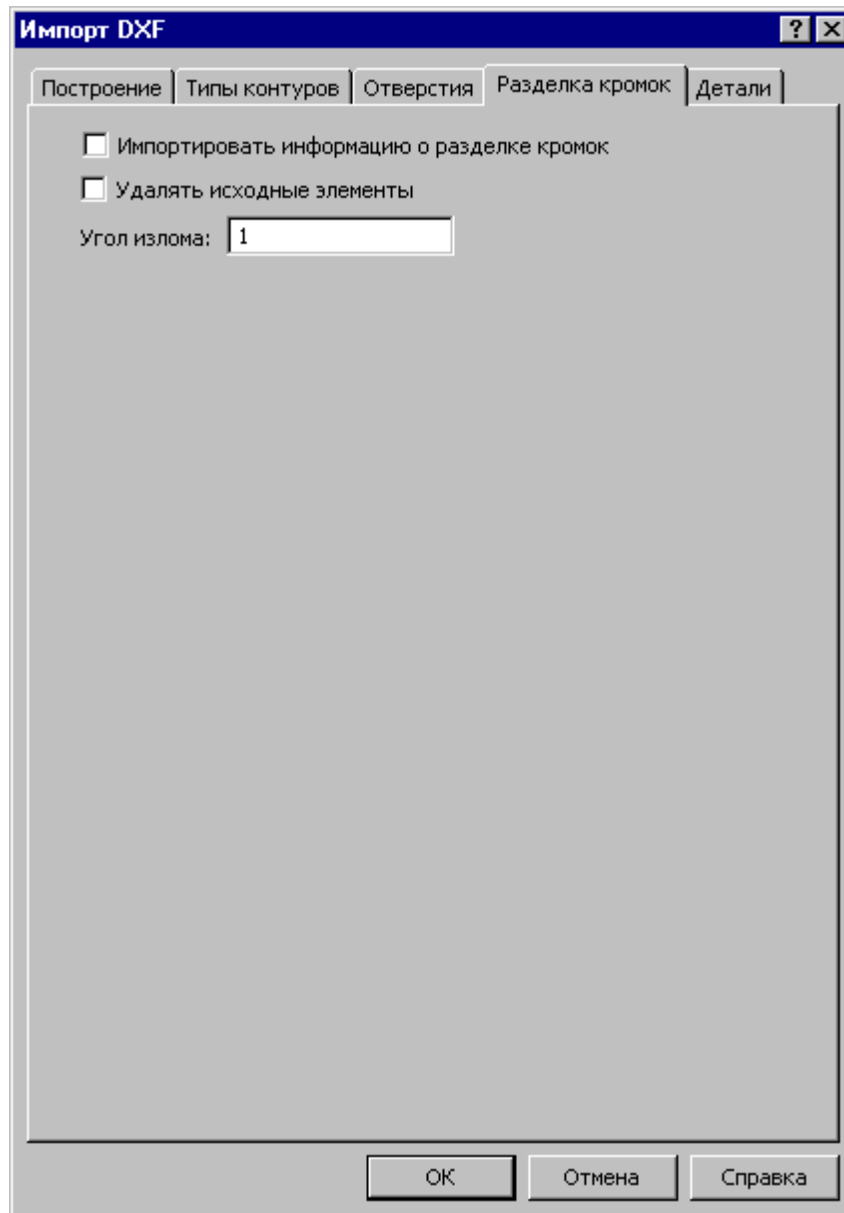 Импорт DXF
Построение Типы контуров Отверстия Разделка кромок Детали
Импортировать информацию о разделке кромок
Удалять исходные элементы
Угол излома: 1
ОК Отмена Справка